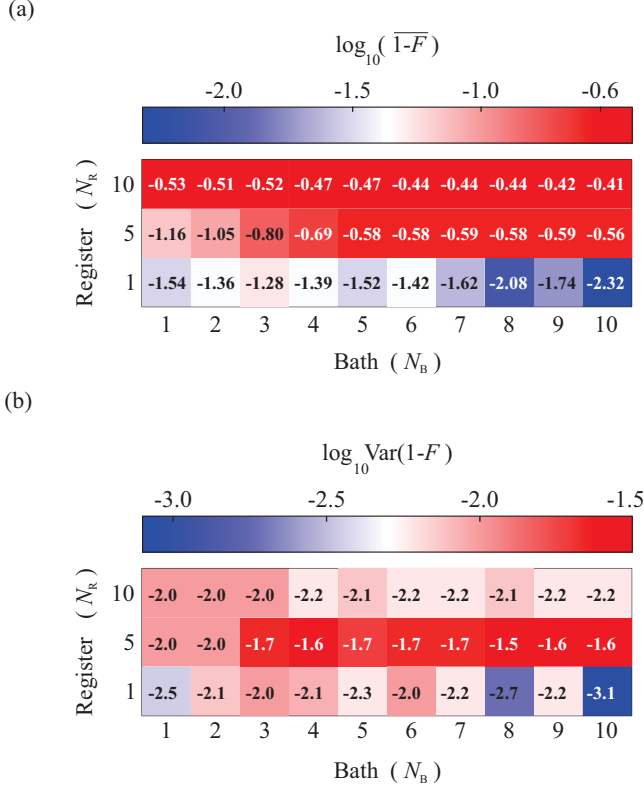 (a)
log₁₀( 1-F̅ )
-2.0 -1.5 -1.0 -0.6
10 -0.53 -0.51 -0.52 -0.47 -0.47 -0.44 -0.44 -0.44 -0.42 -0.41
5 -1.16 -1.05 -0.80 -0.69 -0.58 -0.58 -0.59 -0.58 -0.59 -0.56
1 -1.54 -1.36 -1.28 -1.39 -1.52 -1.42 -1.62 -2.08 -1.74 -2.32
Register ( N_R )
1 2 3 4 5 6 7 8 9 10
Bath ( N_B )
(b)
log₁₀Var(1-F)
-3.0 -2.5 -2.0 -1.5
10 -2.0 -2.0 -2.0 -2.2 -2.1 -2.2 -2.2 -2.1 -2.2 -2.2
5 -2.0 -2.0 -1.7 -1.6 -1.7 -1.7 -1.7 -1.5 -1.6 -1.6
1 -2.5 -2.1 -2.0 -2.1 -2.3 -2.0 -2.2 -2.7 -2.2 -3.1
Register ( N_R )
1 2 3 4 5 6 7 8 9 10
Bath ( N_B )